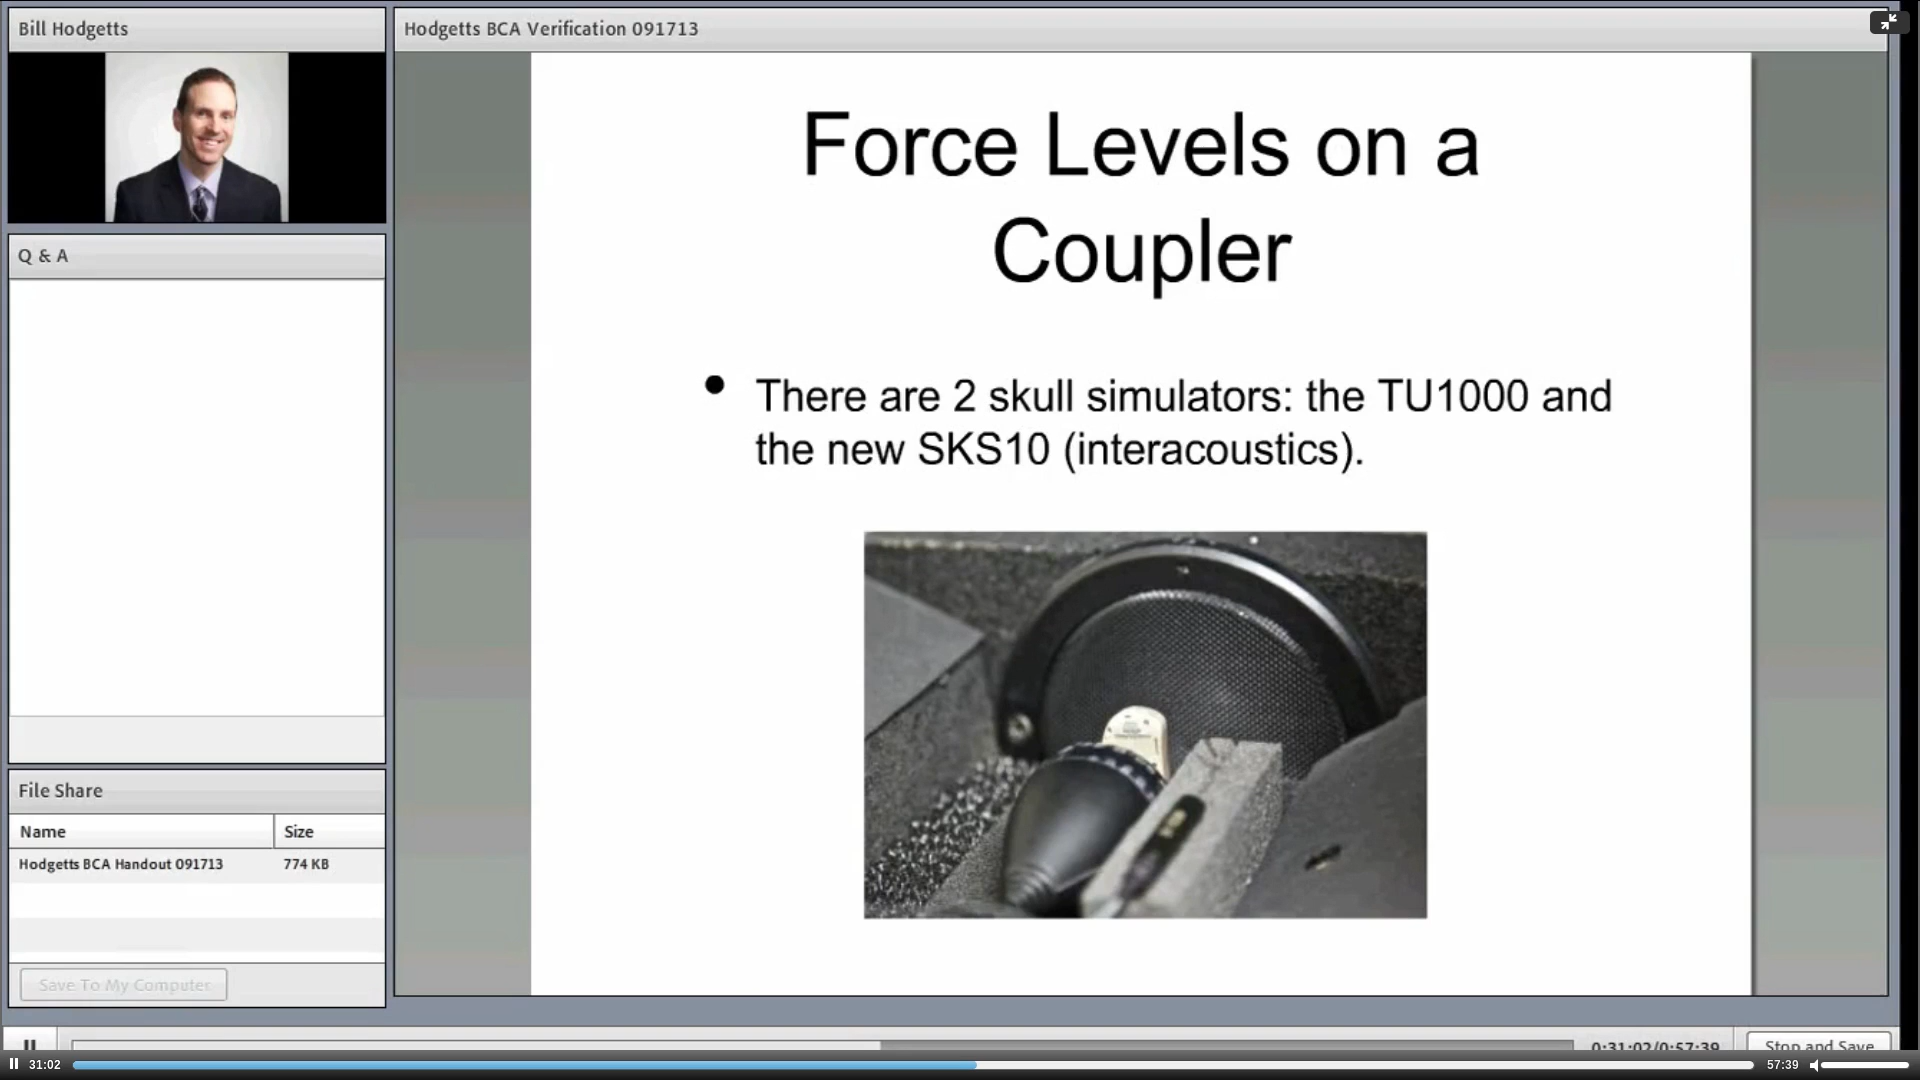 Bill Hodgetts
Hodgetts BCA Verification 091713
Q & A
Force Levels on a
Coupler
• There are 2 skull simulators: the TU1000 and
the new SKS10 (interacoustics).
File Share
Name Size
Hodgetts BCA Handout 091713 774 KB
Save To My Computer
0:31:02/0:57:39
Stop and Save
31:02
57:39